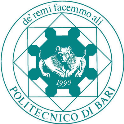 de' remi facemmo ali
1990
POLITECNICO DI BARI